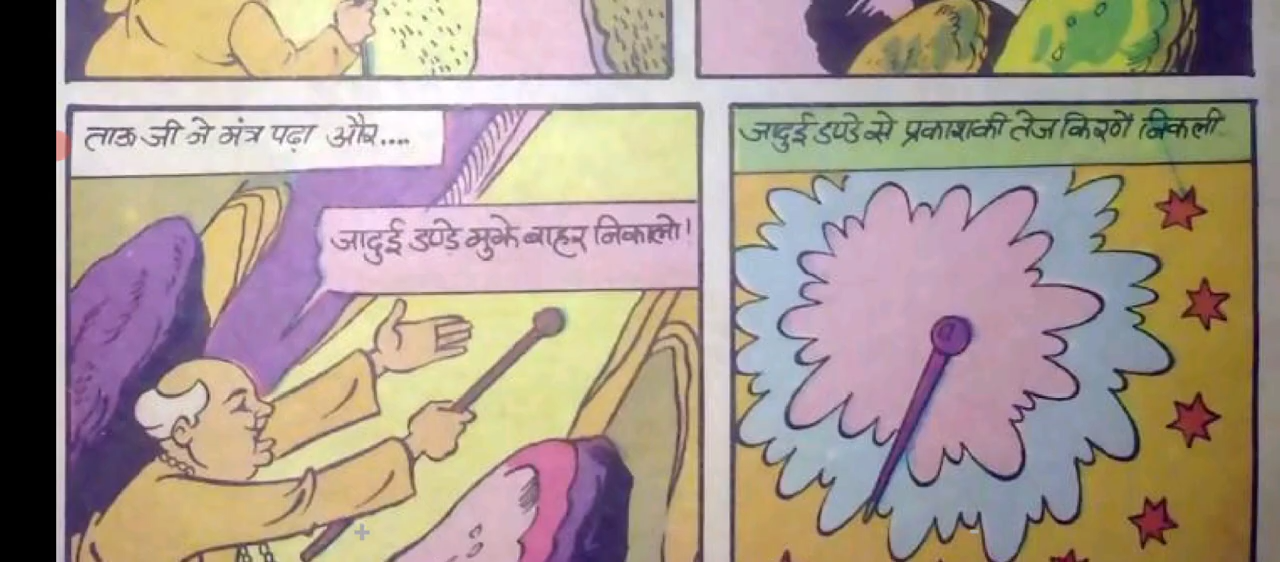 ताऊ जी ने मंत्र पढ़ा और....
जादुई डण्डे मुझे बाहर निकालो!
जादुई डण्डे से प्रकाश की तेज किरणें निकली